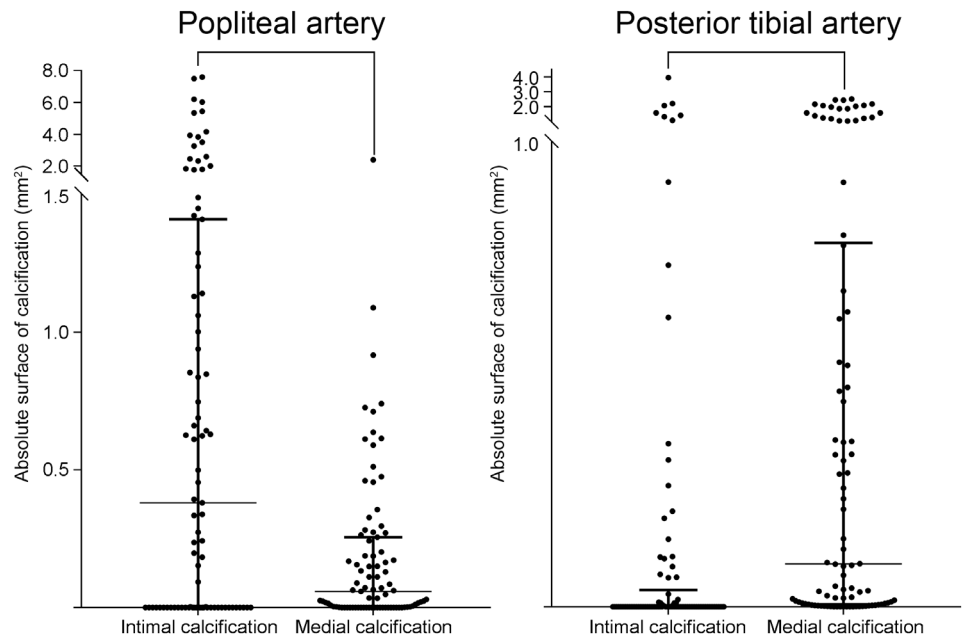 Popliteal artery
Absolute surface of calcification (mm²)
8.0
6.0
4.0
2.0
1.5
1.0
0.5
Intimal calcification
Medial calcification
Posterior tibial artery
Absolute surface of calcification (mm²)
4.0
3.0
2.0
1.0
Intimal calcification
Medial calcification